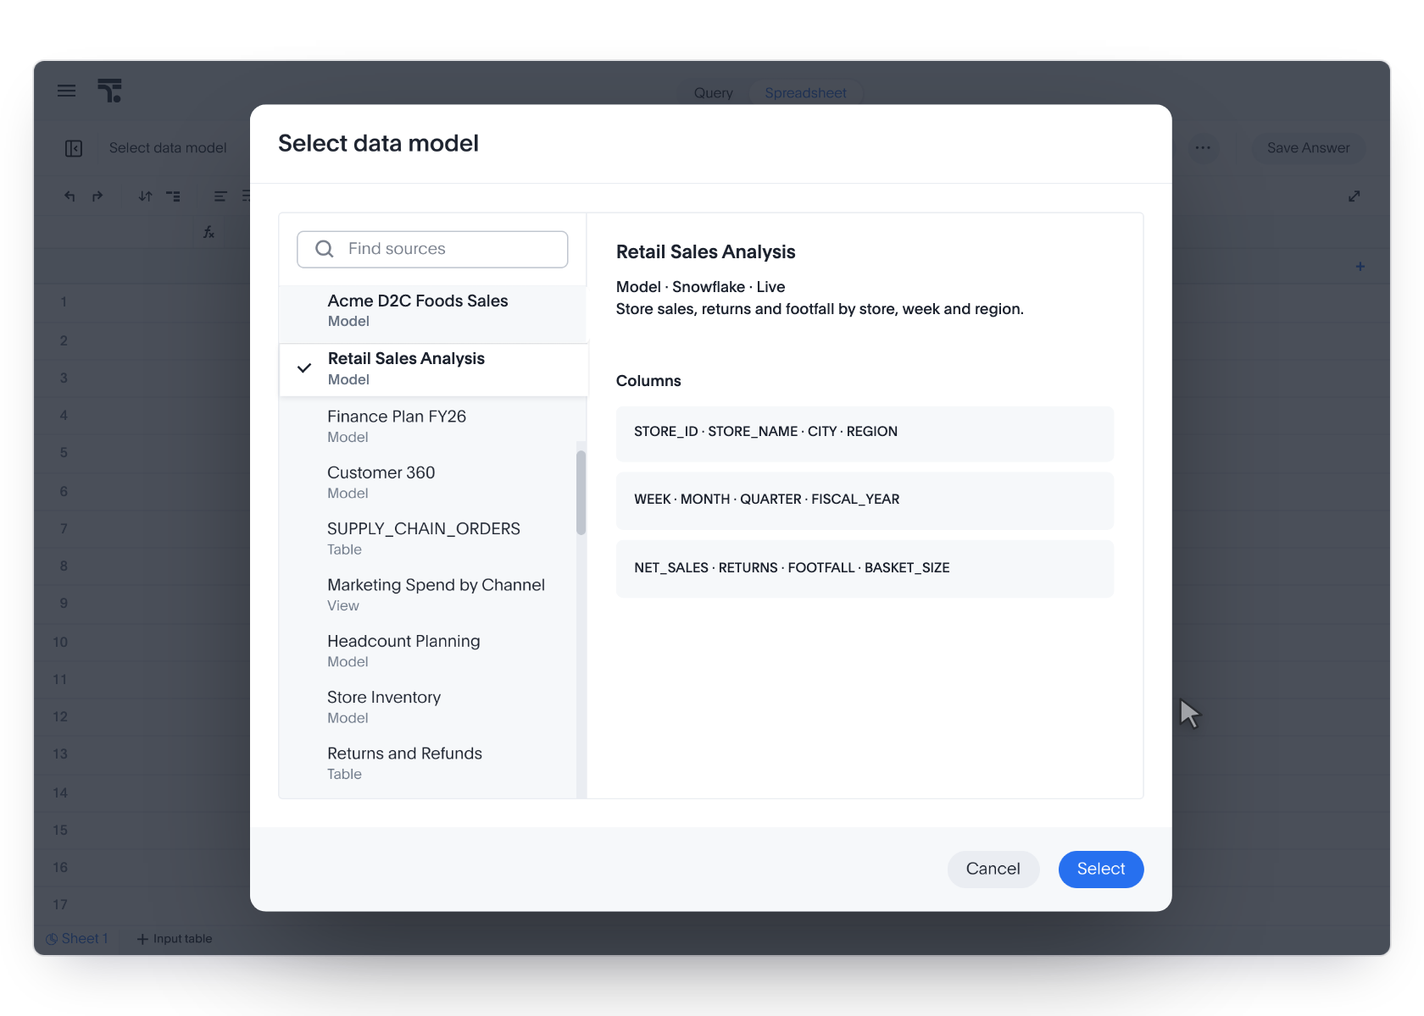 Query Spreadsheet
Select data model
Save Answer
Select data model
Find sources
Acme D2C Foods Sales
Model
Retail Sales Analysis
Model
Finance Plan FY26
Model
Customer 360
Model
SUPPLY_CHAIN_ORDERS
Table
Marketing Spend by Channel
View
Headcount Planning
Model
Store Inventory
Model
Returns and Refunds
Table
Retail Sales Analysis
Model · Snowflake · Live
Store sales, returns and footfall by store, week and region.
Columns
STORE_ID · STORE_NAME · CITY · REGION
WEEK · MONTH · QUARTER · FISCAL_YEAR
NET_SALES · RETURNS · FOOTFALL · BASKET_SIZE
Cancel Select
fx
1
2
3
4
5
6
7
8
9
10
11
12
13
14
15
16
17
Sheet 1 + Input table